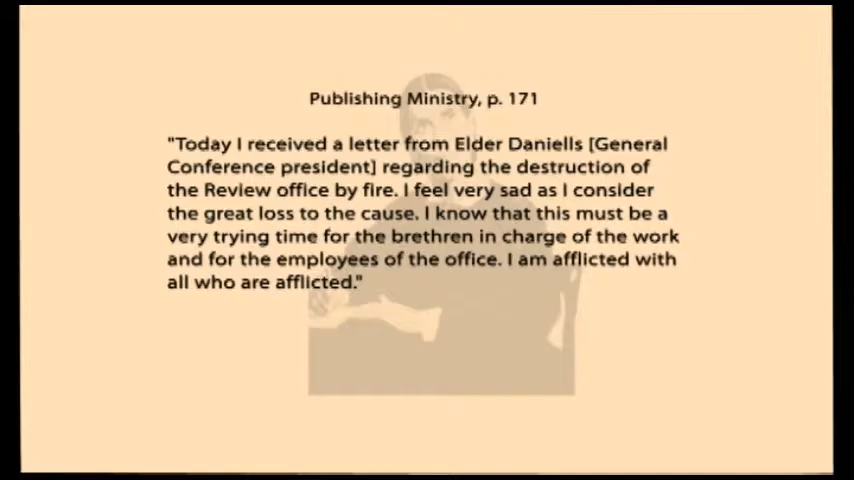 Publishing Ministry, p. 171
"Today I received a letter from Elder Daniells [General
Conference president] regarding the destruction of
the Review office by fire. I feel very sad as I consider
the great loss to the cause. I know that this must be a
very trying time for the brethren in charge of the work
and for the employees of the office. I am afflicted with
all who are afflicted."